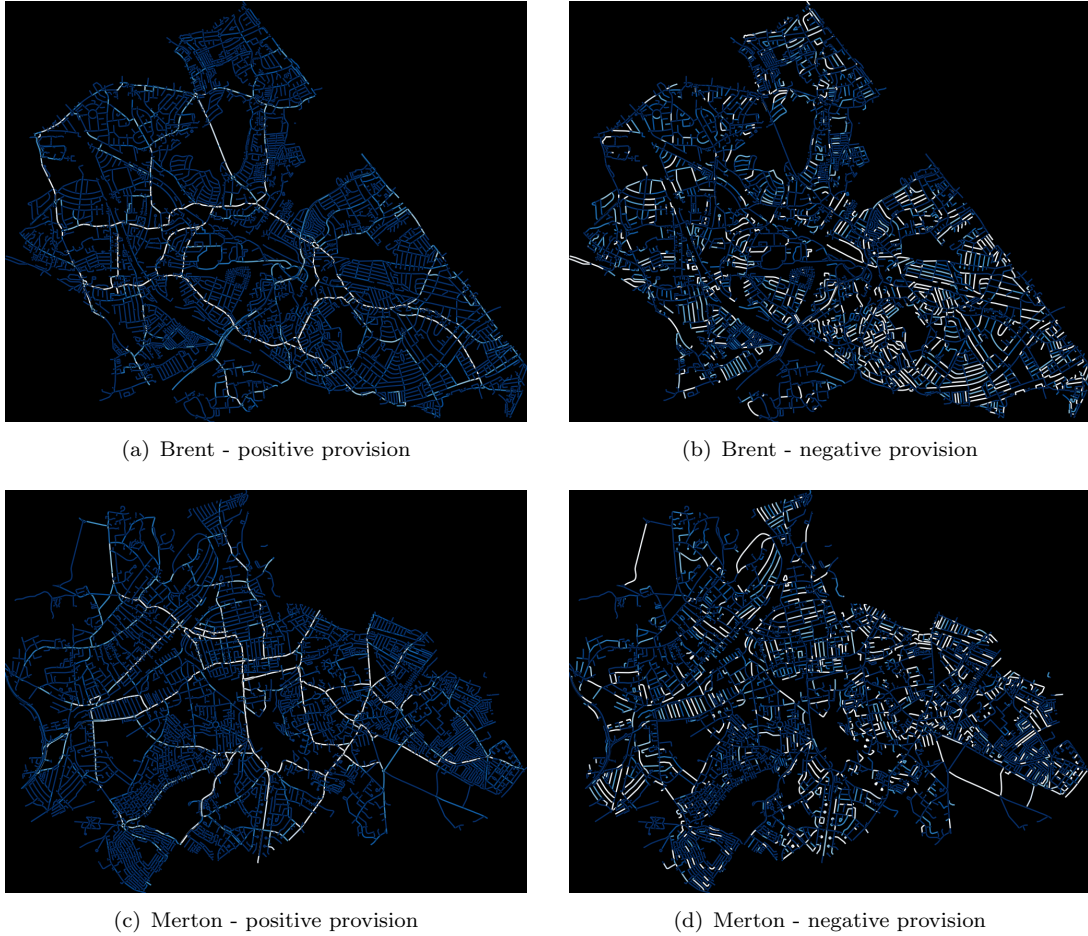 (a) Brent - positive provision
(b) Brent - negative provision
(c) Merton - positive provision
(d) Merton - negative provision